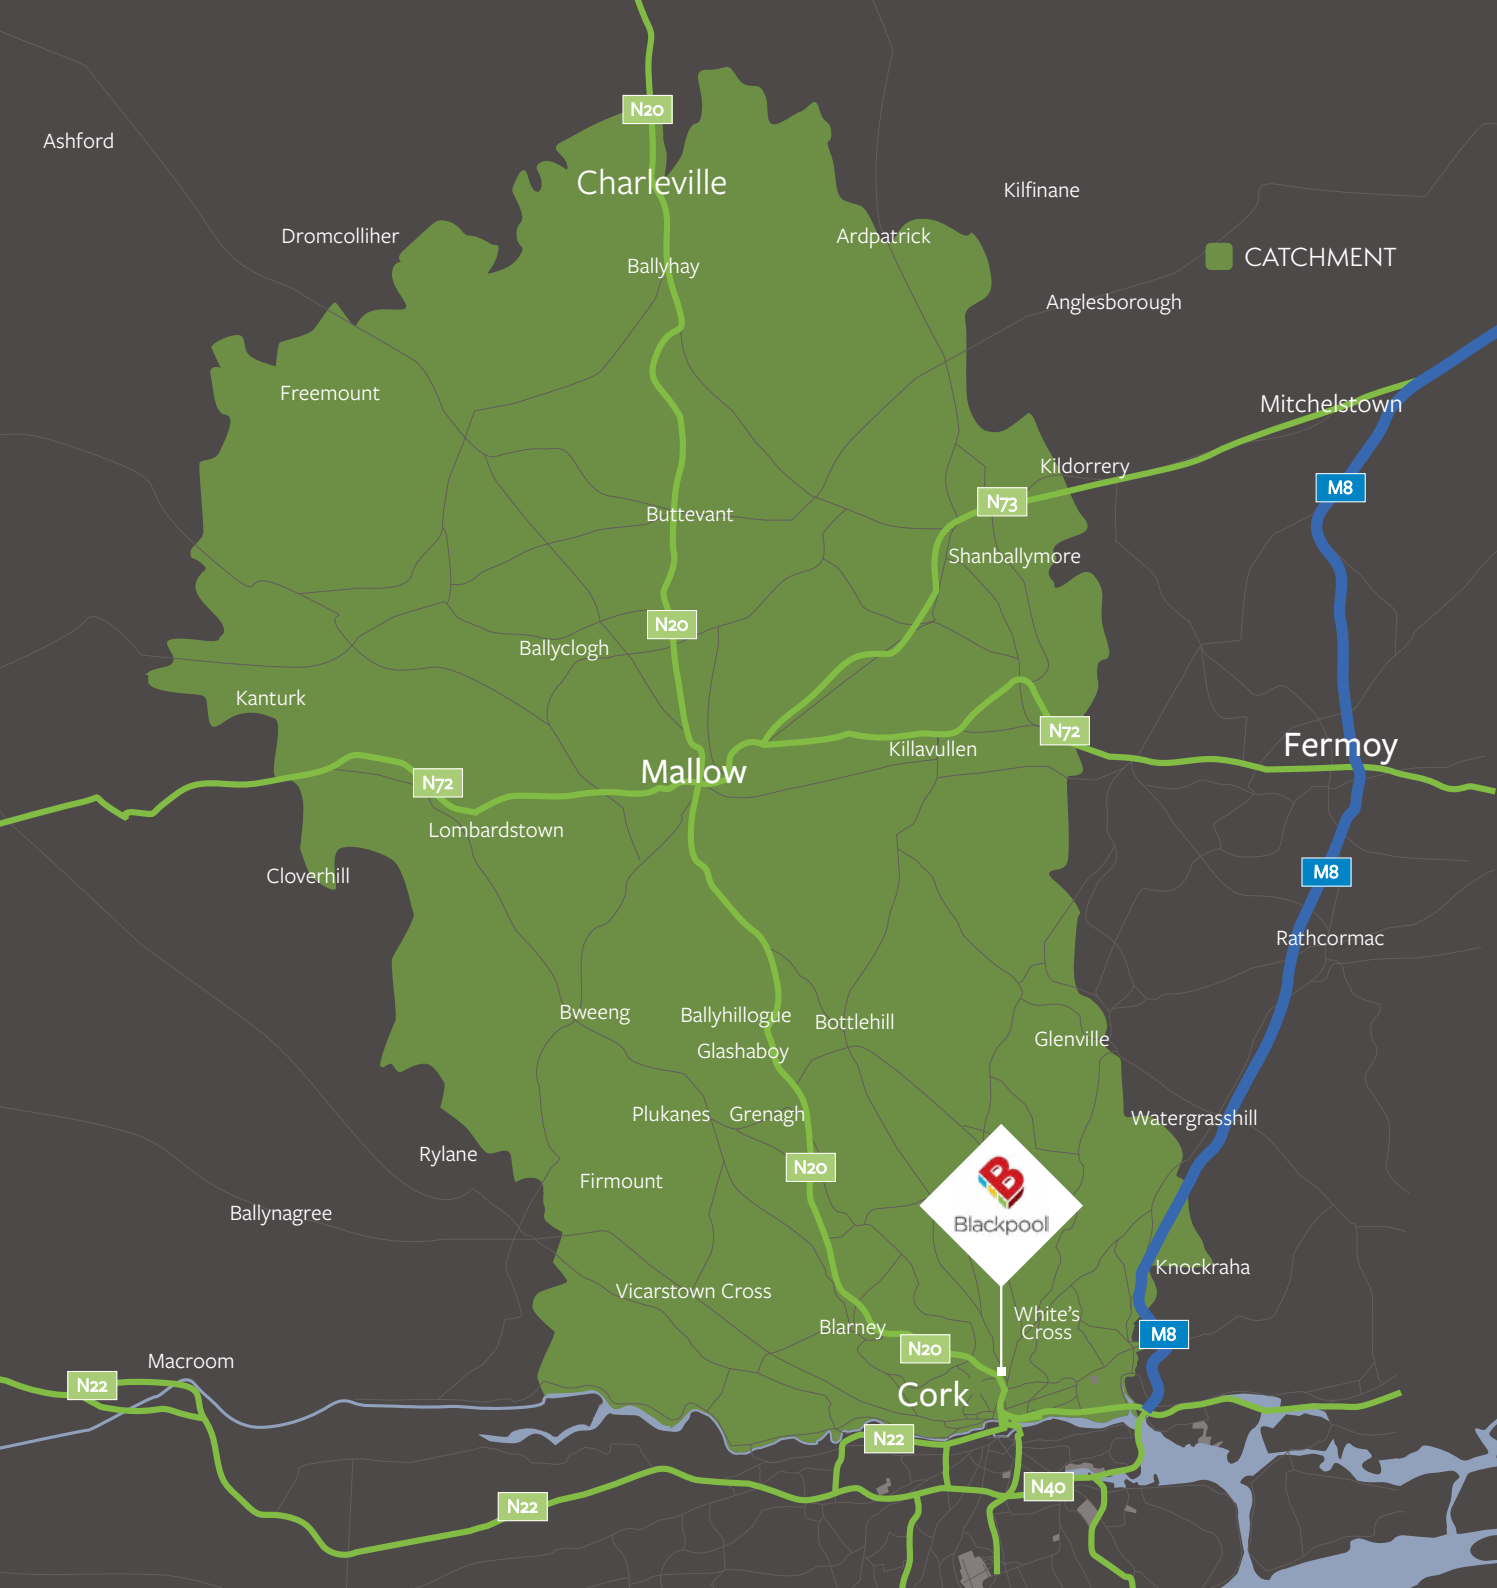 N20
Ashford
Charleville
Kilfinane
Dromcolliher
Ardpatrick
CATCHMENT
Ballyhay
Anglesborough
Freemount
Mitchelstown
Kildorrery
M8
N73
Buttevant
Shanballymore
N20
Ballyclogh
Kanturk
N72
Killavullen
Fermoy
Mallow
N72
Lombardstown
Cloverhill
M8
Rathcormac
Bweeng
Ballyhillogue
Bottlehill
Glenville
Glashaboy
Plukanes
Grenagh
Watergrasshill
Rylane
N20
Firmount
Ballynagree
B
Blackpool
Knockraha
Vicarstown Cross
White's
Cross
Blarney
M8
N20
Macroom
N22
Cork
N22
N40
N22